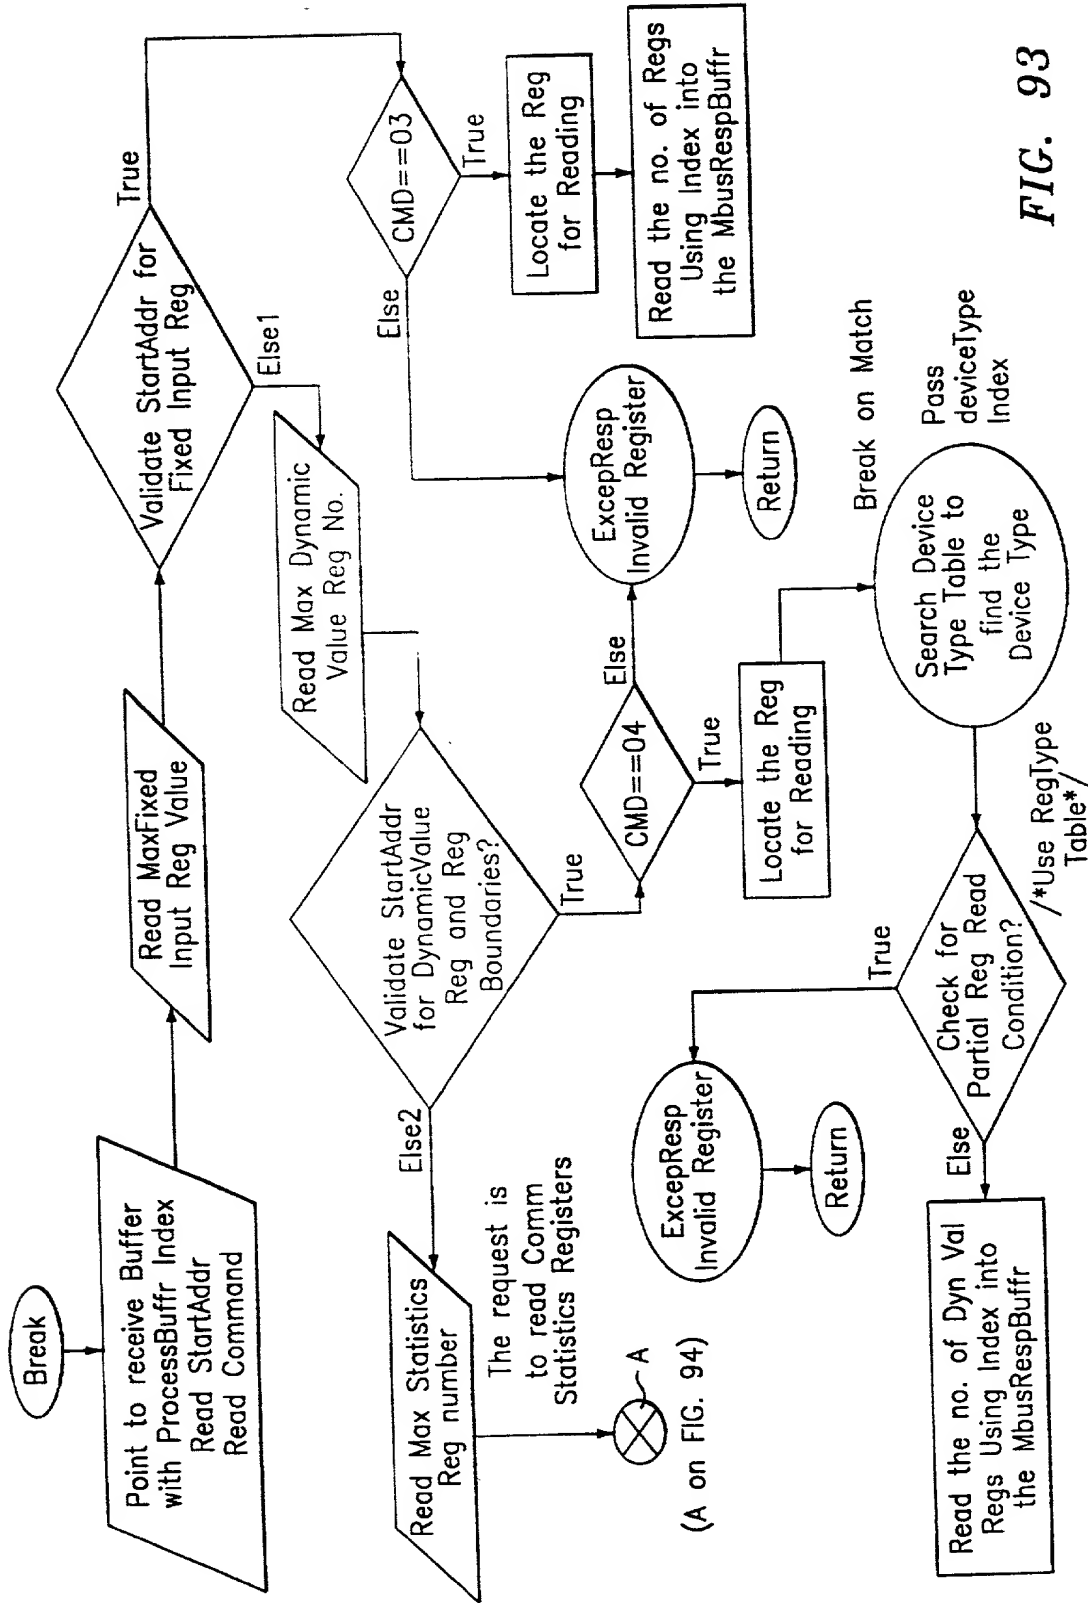 Break
Point to receive Buffer
with ProcessBuffr Index
Read StartAddr
Read Command
Read MaxFixed
Input Reg Value
Validate StartAddr for
Fixed Input Reg
True
Else1
CMD==03
Else
True
Locate the Reg
for Reading
Read the no. of Regs
Using Index into
the MbusRespBuffr
Read Max Dynamic
Value Reg No.
Validate StartAddr
for DynamicValue
Reg and Reg
Boundaries?
Else2
True
Read Max Statistics
Reg number
The request is
to read Comm
Statistics Registers
A
(A on FIG. 94)
CMD==04
Else
True
ExcepResp
Invalid Register
Return
Locate the Reg
for Reading
Search Device
Type Table to
find the
Device Type
Break on Match
Pass
deviceType
Index
/*Use RegType
Table*/
Check for
Partial Reg Read
Condition?
True
Else
ExcepResp
Invalid Register
Return
Read the no. of Dyn Val
Regs Using Index into
the MbusRespBuffr
FIG. 93